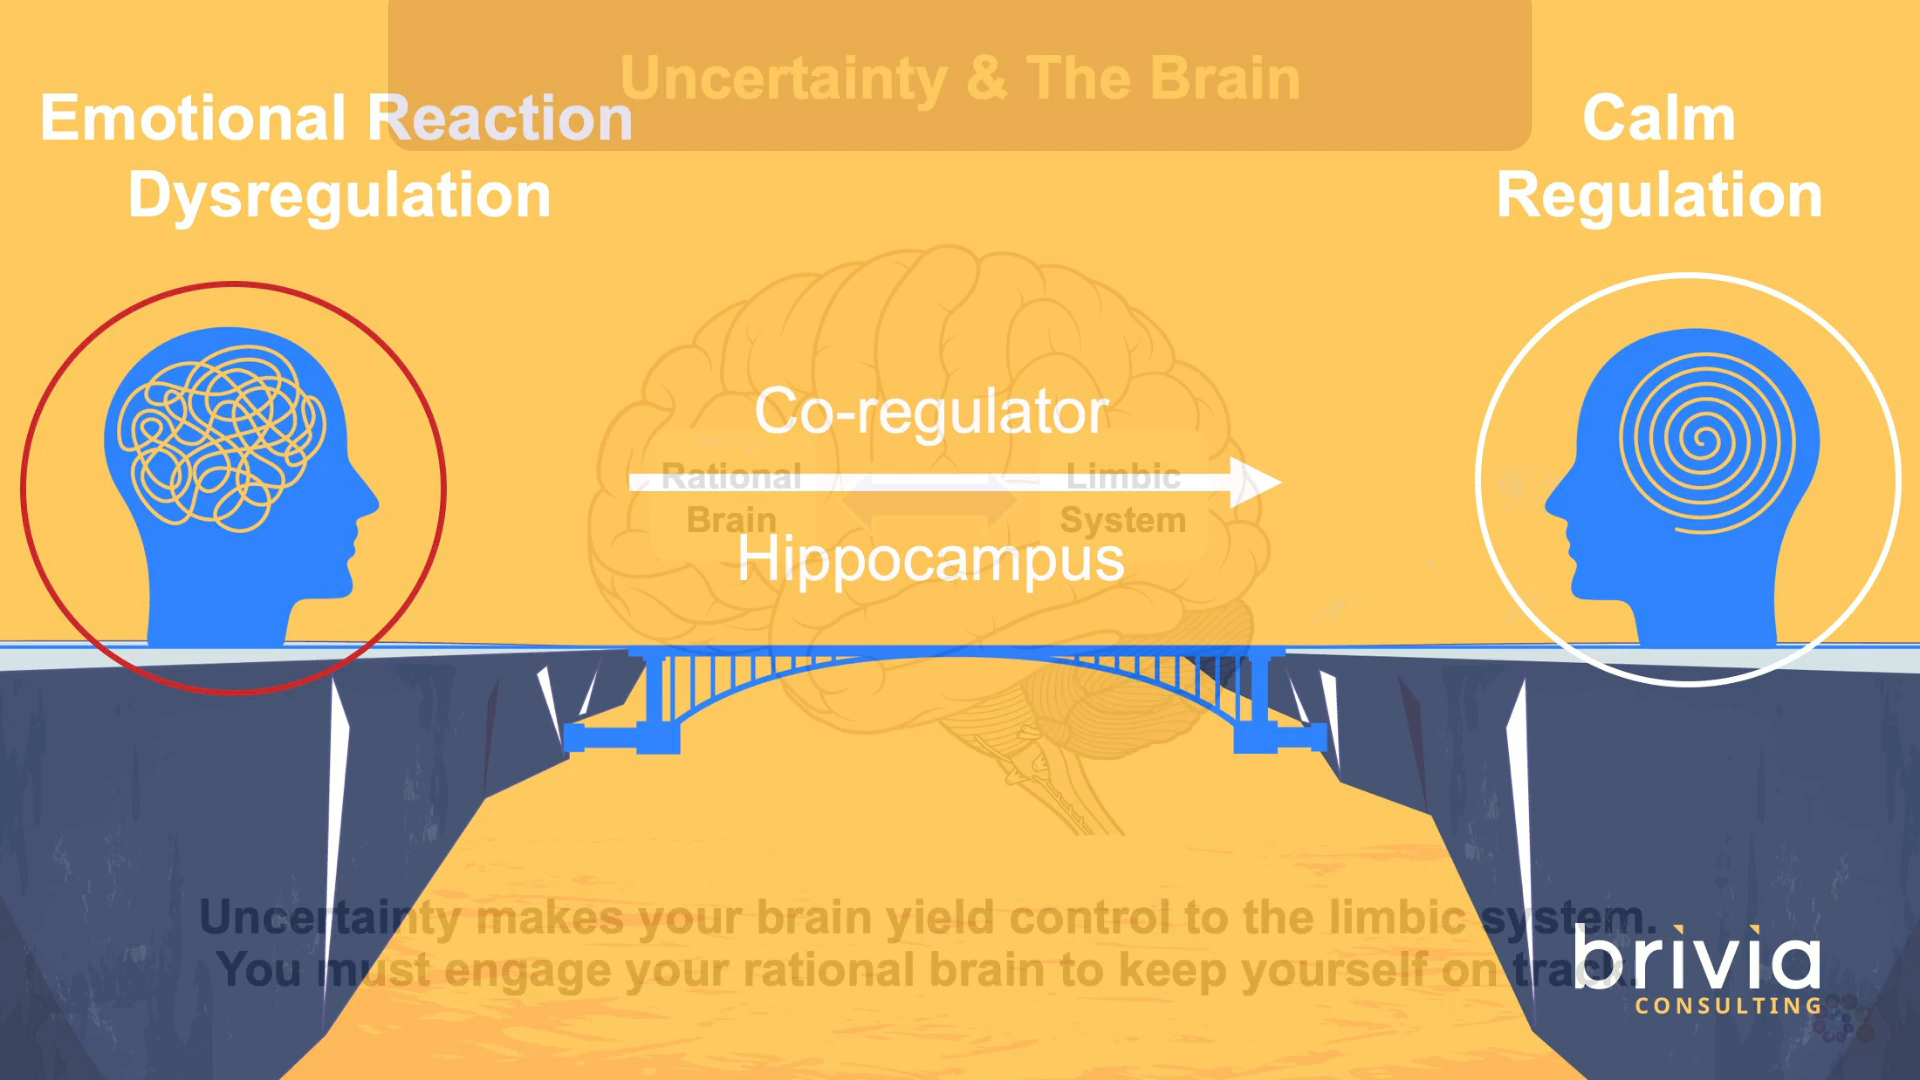 Uncertainty & The Brain
Emotional Reaction
Dysregulation
Calm
Regulation
Co-regulator
Rational
Brain
Limbic
System
Hippocampus
Uncertainty makes your brain yield control to the limbic system.
You must engage your rational brain to keep yourself on track.
brivia
CONSULTING